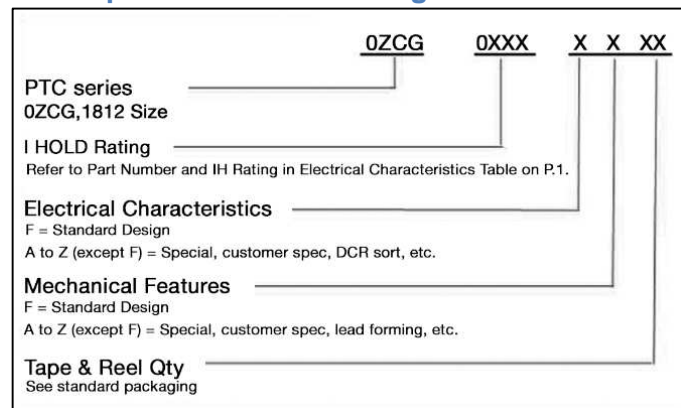 0ZCG 0XXX X X XX
PTC series
0ZCG,1812 Size
I HOLD Rating
Refer to Part Number and IH Rating in Electrical Characteristics Table on P.1.
Electrical Characteristics
F = Standard Design
A to Z (except F) = Special, customer spec, DCR sort, etc.
Mechanical Features
F = Standard Design
A to Z (except F) = Special, customer spec, lead forming, etc.
Tape & Reel Qty
See standard packaging